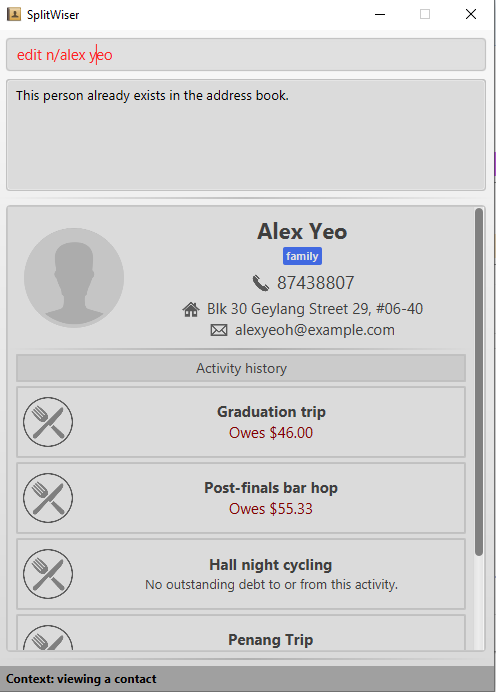 SplitWiser
edit n/alex yeo
This person already exists in the address book.
Alex Yeo
family
87438807
Blk 30 Geylang Street 29, #06-40
alexyeoh@example.com
Activity history
Graduation trip
Owes $46.00
Post-finals bar hop
Owes $55.33
Hall night cycling
No outstanding debt to or from this activity.
Penang Trip
Context: viewing a contact